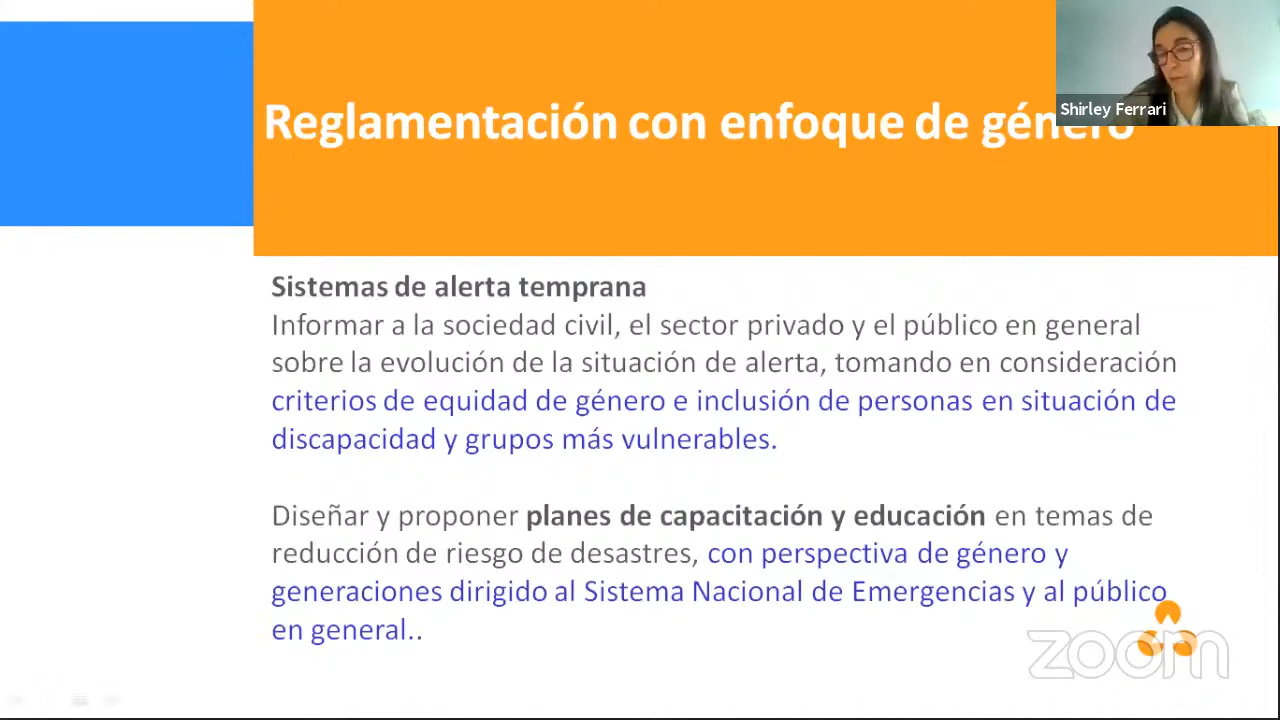 Reglamentación con enfoque de género
Shirley Ferrari
Sistemas de alerta temprana
Informar a la sociedad civil, el sector privado y el público en general
sobre la evolución de la situación de alerta, tomando en consideración
criterios de equidad de género e inclusión de personas en situación de
discapacidad y grupos más vulnerables.
Diseñar y proponer planes de capacitación y educación en temas de
reducción de riesgo de desastres, con perspectiva de género y
generaciones dirigido al Sistema Nacional de Emergencias y al público
en general..
zoom